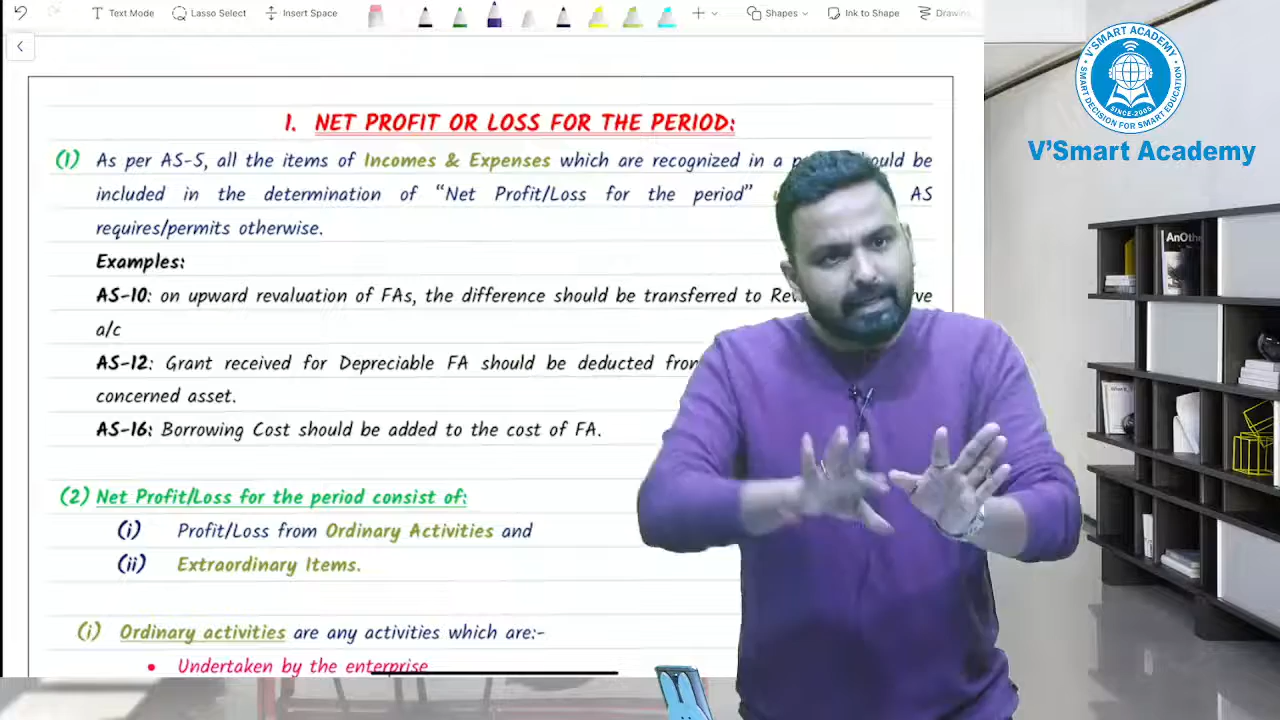 Text Mode Lasso Select Insert Space Shapes Ink to Shape Drawing
1. NET PROFIT OR LOSS FOR THE PERIOD:
(1) As per AS-5, all the items of Incomes & Expenses which are recognized in a be
included in the determination of “Net Profit/Loss for the period” AS
requires/permits otherwise.
Examples:
AS-10: on upward revaluation of FAs, the difference should be transferred to
a/c
AS-12: Grant received for Depreciable FA should be deducted from
concerned asset.
AS-16: Borrowing Cost should be added to the cost of FA.
(2) Net Profit/Loss for the period consist of:
(i) Profit/Loss from Ordinary Activities and
(ii) Extraordinary Items.
(i) Ordinary activities are any activities which are:-
• Undertaken by the enterprise
V'SMART ACADEMY
SMART DECISION FOR SMART EDUCATION
SINCE-2005
V'Smart Academy